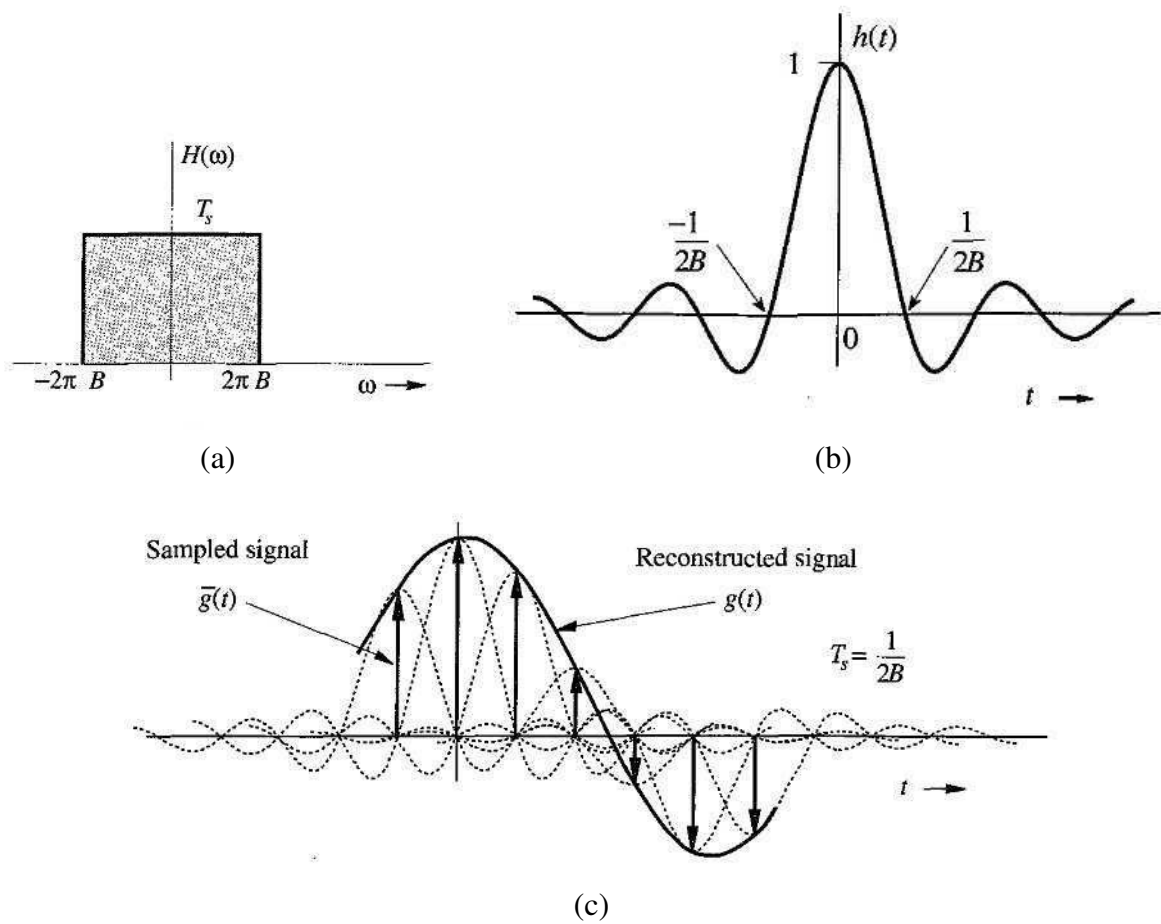 H(ω)
T_s
−2π B
2π B
ω →
(a)
h(t)
1
−1/2B
1/2B
0
t →
(b)
Sampled signal
g̅(t)
Reconstructed signal
g(t)
T_s = 1/2B
t →
(c)